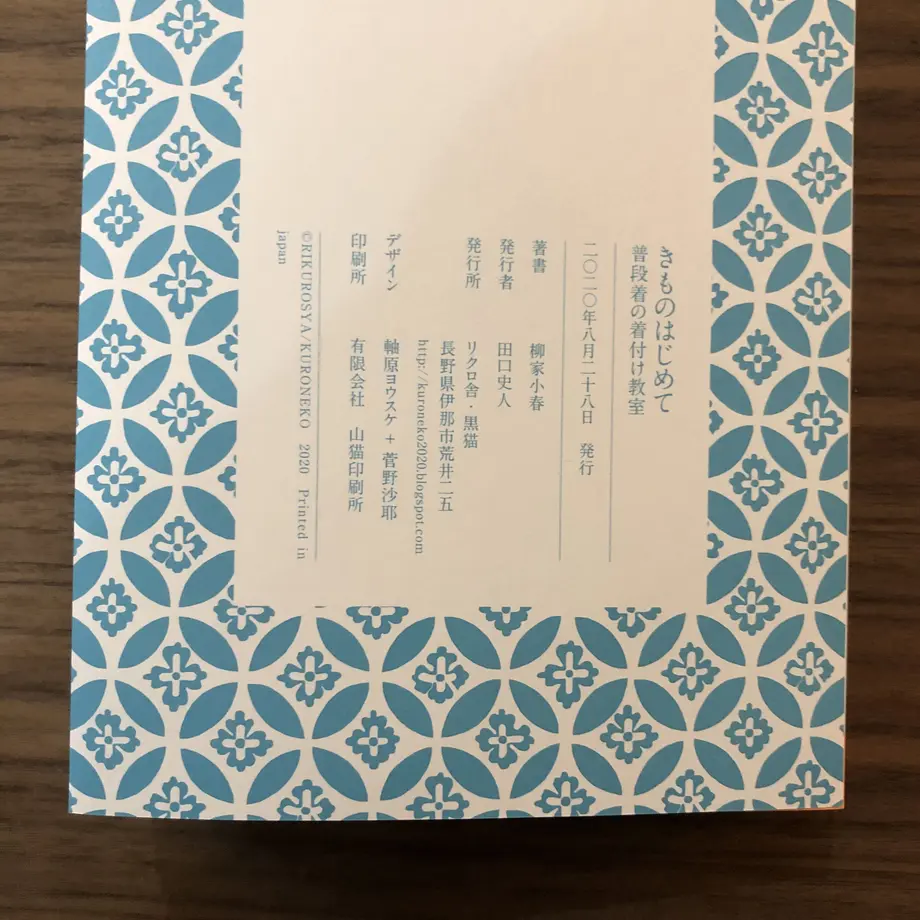 きものはじめて
普段着の着付け教室
二〇二〇年八月二十八日　発行
著書　柳家小春
発行者　田口史人
発行所　リクロ舎・黒猫
長野県伊那市荒井二五
http://kuroneko2020.blogspot.com
デザイン　軸原ヨウスケ + 菅野沙耶
印刷所　有限会社　山猫印刷所
©RIKUROSYA/KURONEKO 2020 Printed in
japan